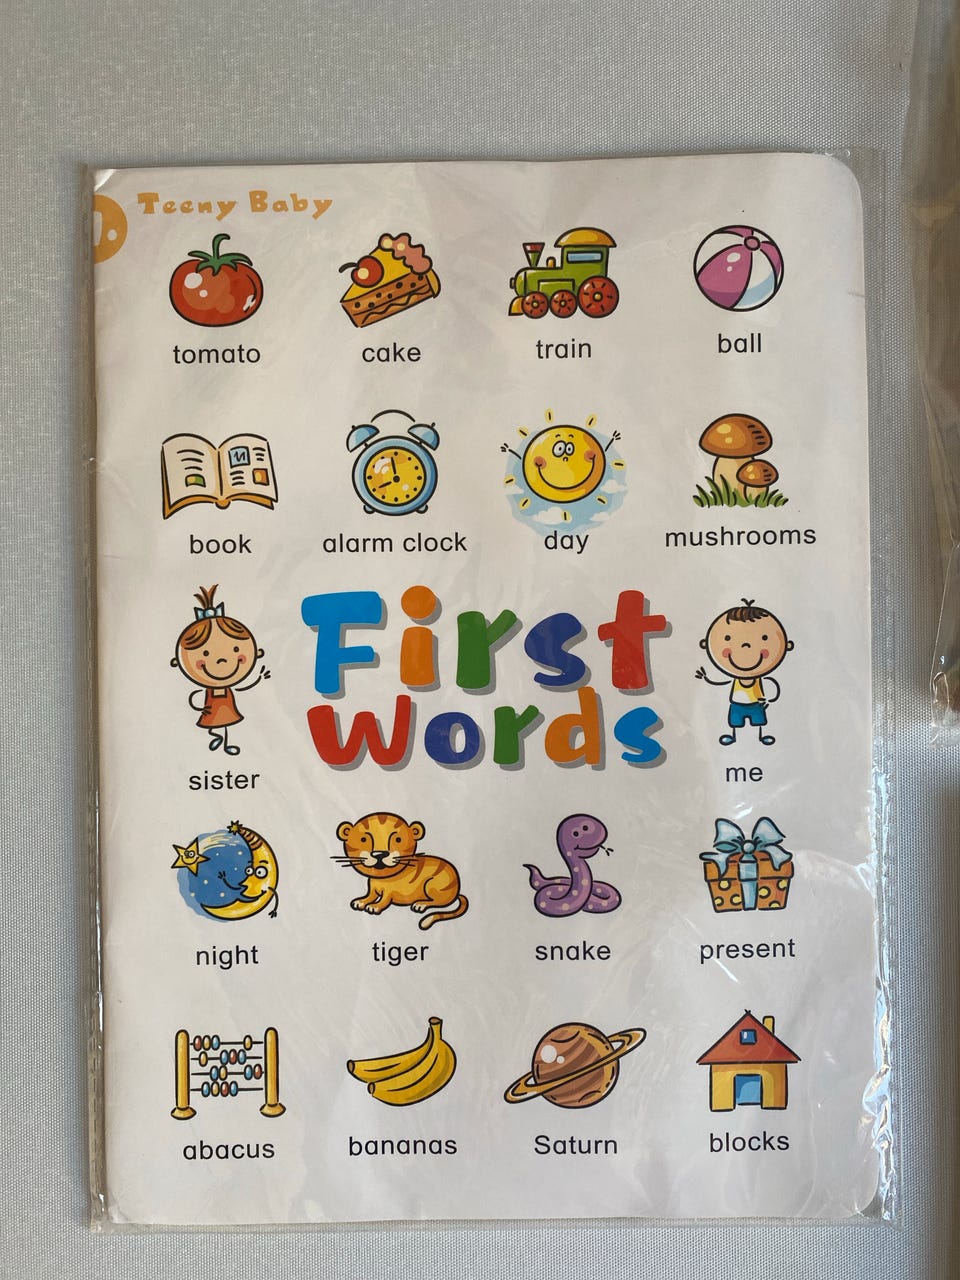 Teeny Baby
tomato
cake
train
ball
book
alarm clock
day
mushrooms
First
words
sister
me
night
tiger
snake
present
abacus
bananas
Saturn
blocks